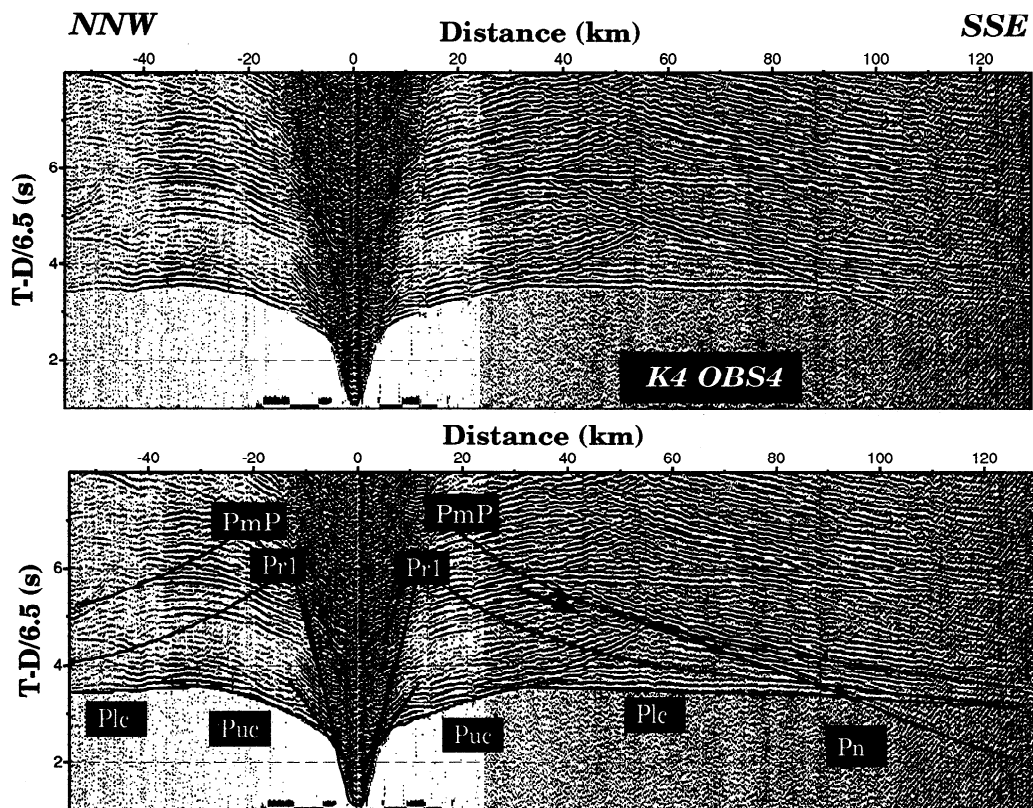 NNW Distance (km) SSE
-40 -20 0 20 40 60 80 100 120
T-D/6.5 (s)
6
4
2
K4 OBS4
Distance (km)
-40 -20 0 20 40 60 80 100 120
T-D/6.5 (s)
6
4
2
PmP PmP
Pr1 Pr1
Plc Puc Puc Plc Pn